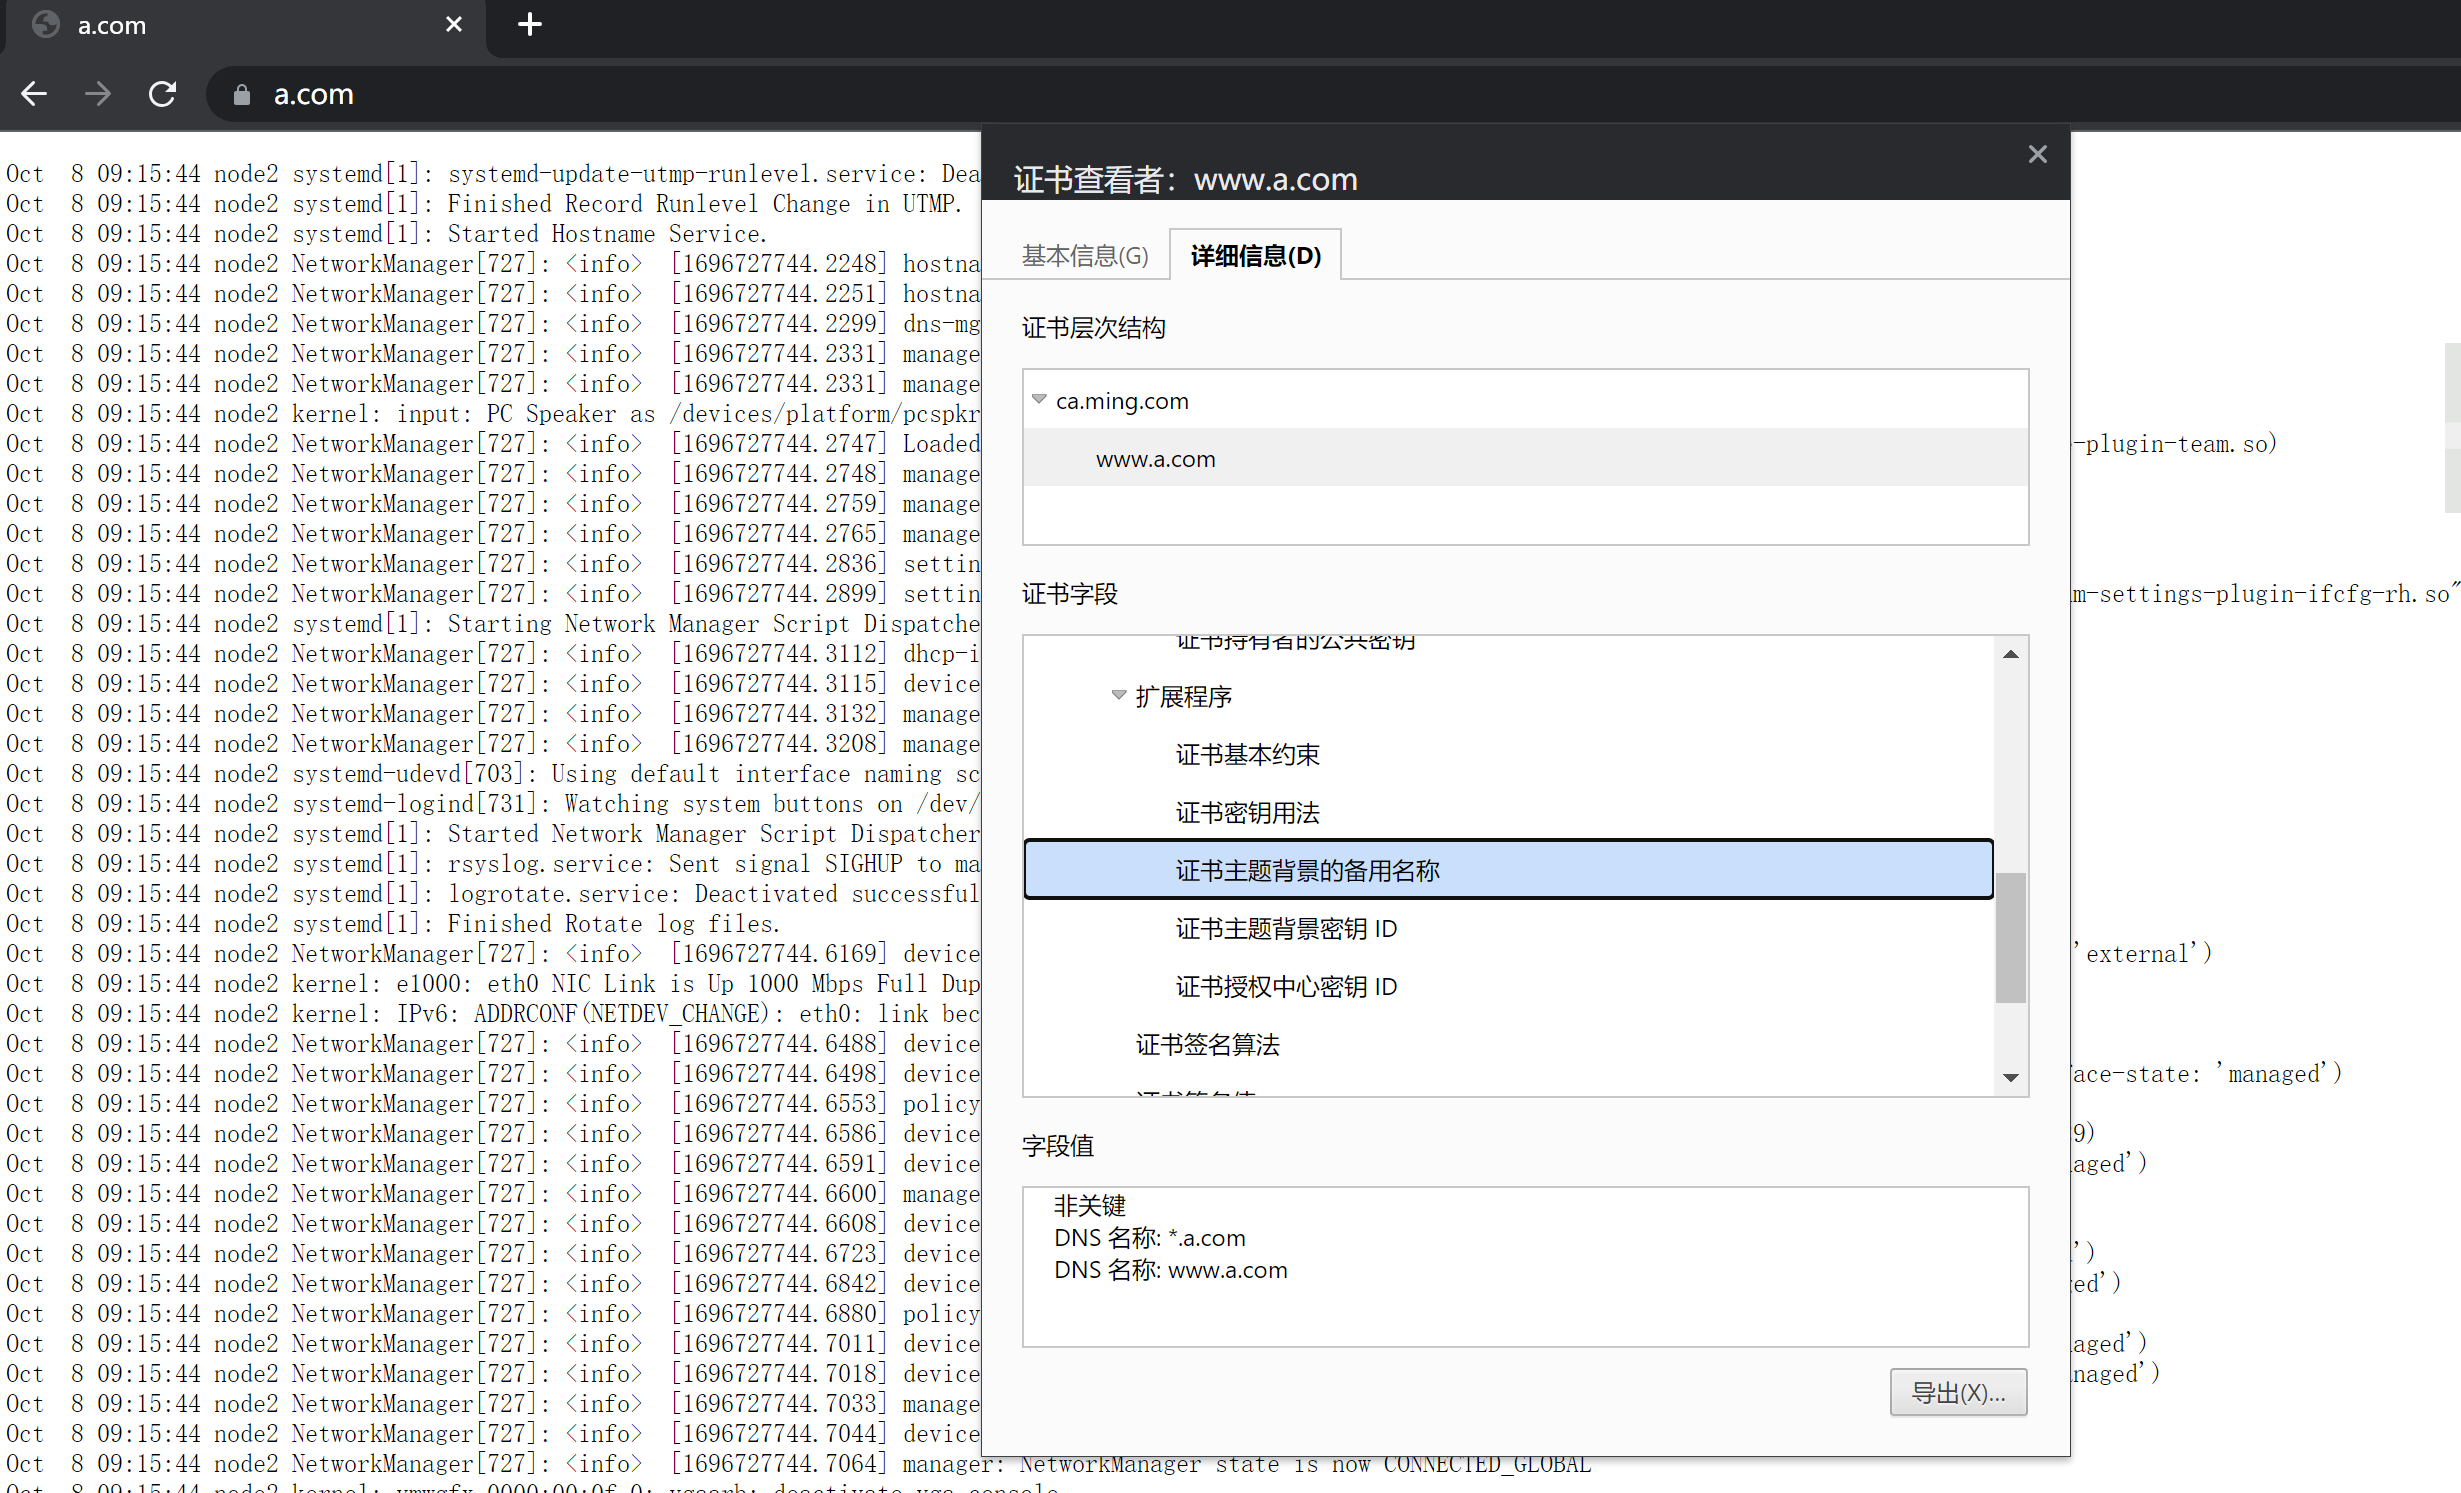 a.com
a.com
Oct  8 09:15:44 node2 systemd[1]: systemd-update-utmp-runlevel.service: Dea
Oct  8 09:15:44 node2 systemd[1]: Finished Record Runlevel Change in UTMP.
Oct  8 09:15:44 node2 systemd[1]: Started Hostname Service.
Oct  8 09:15:44 node2 NetworkManager[727]: <info>  [1696727744.2248] hostna
Oct  8 09:15:44 node2 NetworkManager[727]: <info>  [1696727744.2251] hostna
Oct  8 09:15:44 node2 NetworkManager[727]: <info>  [1696727744.2299] dns-mg
Oct  8 09:15:44 node2 NetworkManager[727]: <info>  [1696727744.2331] manage
Oct  8 09:15:44 node2 NetworkManager[727]: <info>  [1696727744.2331] manage
Oct  8 09:15:44 node2 kernel: input: PC Speaker as /devices/platform/pcspkr
Oct  8 09:15:44 node2 NetworkManager[727]: <info>  [1696727744.2747] Loaded -plugin-team.so)
Oct  8 09:15:44 node2 NetworkManager[727]: <info>  [1696727744.2748] manage
Oct  8 09:15:44 node2 NetworkManager[727]: <info>  [1696727744.2759] manage
Oct  8 09:15:44 node2 NetworkManager[727]: <info>  [1696727744.2765] manage
Oct  8 09:15:44 node2 NetworkManager[727]: <info>  [1696727744.2836] settin
Oct  8 09:15:44 node2 NetworkManager[727]: <info>  [1696727744.2899] settin m-settings-plugin-ifcfg-rh.so"
Oct  8 09:15:44 node2 systemd[1]: Starting Network Manager Script Dispatche
Oct  8 09:15:44 node2 NetworkManager[727]: <info>  [1696727744.3112] dhcp-i
Oct  8 09:15:44 node2 NetworkManager[727]: <info>  [1696727744.3115] device
Oct  8 09:15:44 node2 NetworkManager[727]: <info>  [1696727744.3132] manage
Oct  8 09:15:44 node2 NetworkManager[727]: <info>  [1696727744.3208] manage
Oct  8 09:15:44 node2 systemd-udevd[703]: Using default interface naming sc
Oct  8 09:15:44 node2 systemd-logind[731]: Watching system buttons on /dev/
Oct  8 09:15:44 node2 systemd[1]: Started Network Manager Script Dispatcher
Oct  8 09:15:44 node2 systemd[1]: rsyslog.service: Sent signal SIGHUP to ma
Oct  8 09:15:44 node2 systemd[1]: logrotate.service: Deactivated successful
Oct  8 09:15:44 node2 systemd[1]: Finished Rotate log files.
Oct  8 09:15:44 node2 NetworkManager[727]: <info>  [1696727744.6169] device 'external')
Oct  8 09:15:44 node2 kernel: e1000: eth0 NIC Link is Up 1000 Mbps Full Dup
Oct  8 09:15:44 node2 kernel: IPv6: ADDRCONF(NETDEV_CHANGE): eth0: link bec
Oct  8 09:15:44 node2 NetworkManager[727]: <info>  [1696727744.6488] device
Oct  8 09:15:44 node2 NetworkManager[727]: <info>  [1696727744.6498] device ace-state: 'managed')
Oct  8 09:15:44 node2 NetworkManager[727]: <info>  [1696727744.6553] policy
Oct  8 09:15:44 node2 NetworkManager[727]: <info>  [1696727744.6586] device 9)
Oct  8 09:15:44 node2 NetworkManager[727]: <info>  [1696727744.6591] device aged')
Oct  8 09:15:44 node2 NetworkManager[727]: <info>  [1696727744.6600] manage
Oct  8 09:15:44 node2 NetworkManager[727]: <info>  [1696727744.6608] device
Oct  8 09:15:44 node2 NetworkManager[727]: <info>  [1696727744.6723] device ')
Oct  8 09:15:44 node2 NetworkManager[727]: <info>  [1696727744.6842] device ed')
Oct  8 09:15:44 node2 NetworkManager[727]: <info>  [1696727744.6880] policy
Oct  8 09:15:44 node2 NetworkManager[727]: <info>  [1696727744.7011] device aged')
Oct  8 09:15:44 node2 NetworkManager[727]: <info>  [1696727744.7018] device naged')
Oct  8 09:15:44 node2 NetworkManager[727]: <info>  [1696727744.7033] manage
Oct  8 09:15:44 node2 NetworkManager[727]: <info>  [1696727744.7044] device
Oct  8 09:15:44 node2 NetworkManager[727]: <info>  [1696727744.7064] manager: NetworkManager state is now CONNECTED_GLOBAL
证书查看者：www.a.com
基本信息(G) 详细信息(D)
证书层次结构
ca.ming.com
www.a.com
证书字段
证书持有者的公共密钥
扩展程序
证书基本约束
证书密钥用法
证书主题背景的备用名称
证书主题背景密钥 ID
证书授权中心密钥 ID
证书签名算法
字段值
非关键
DNS 名称: *.a.com
DNS 名称: www.a.com
导出(X)...